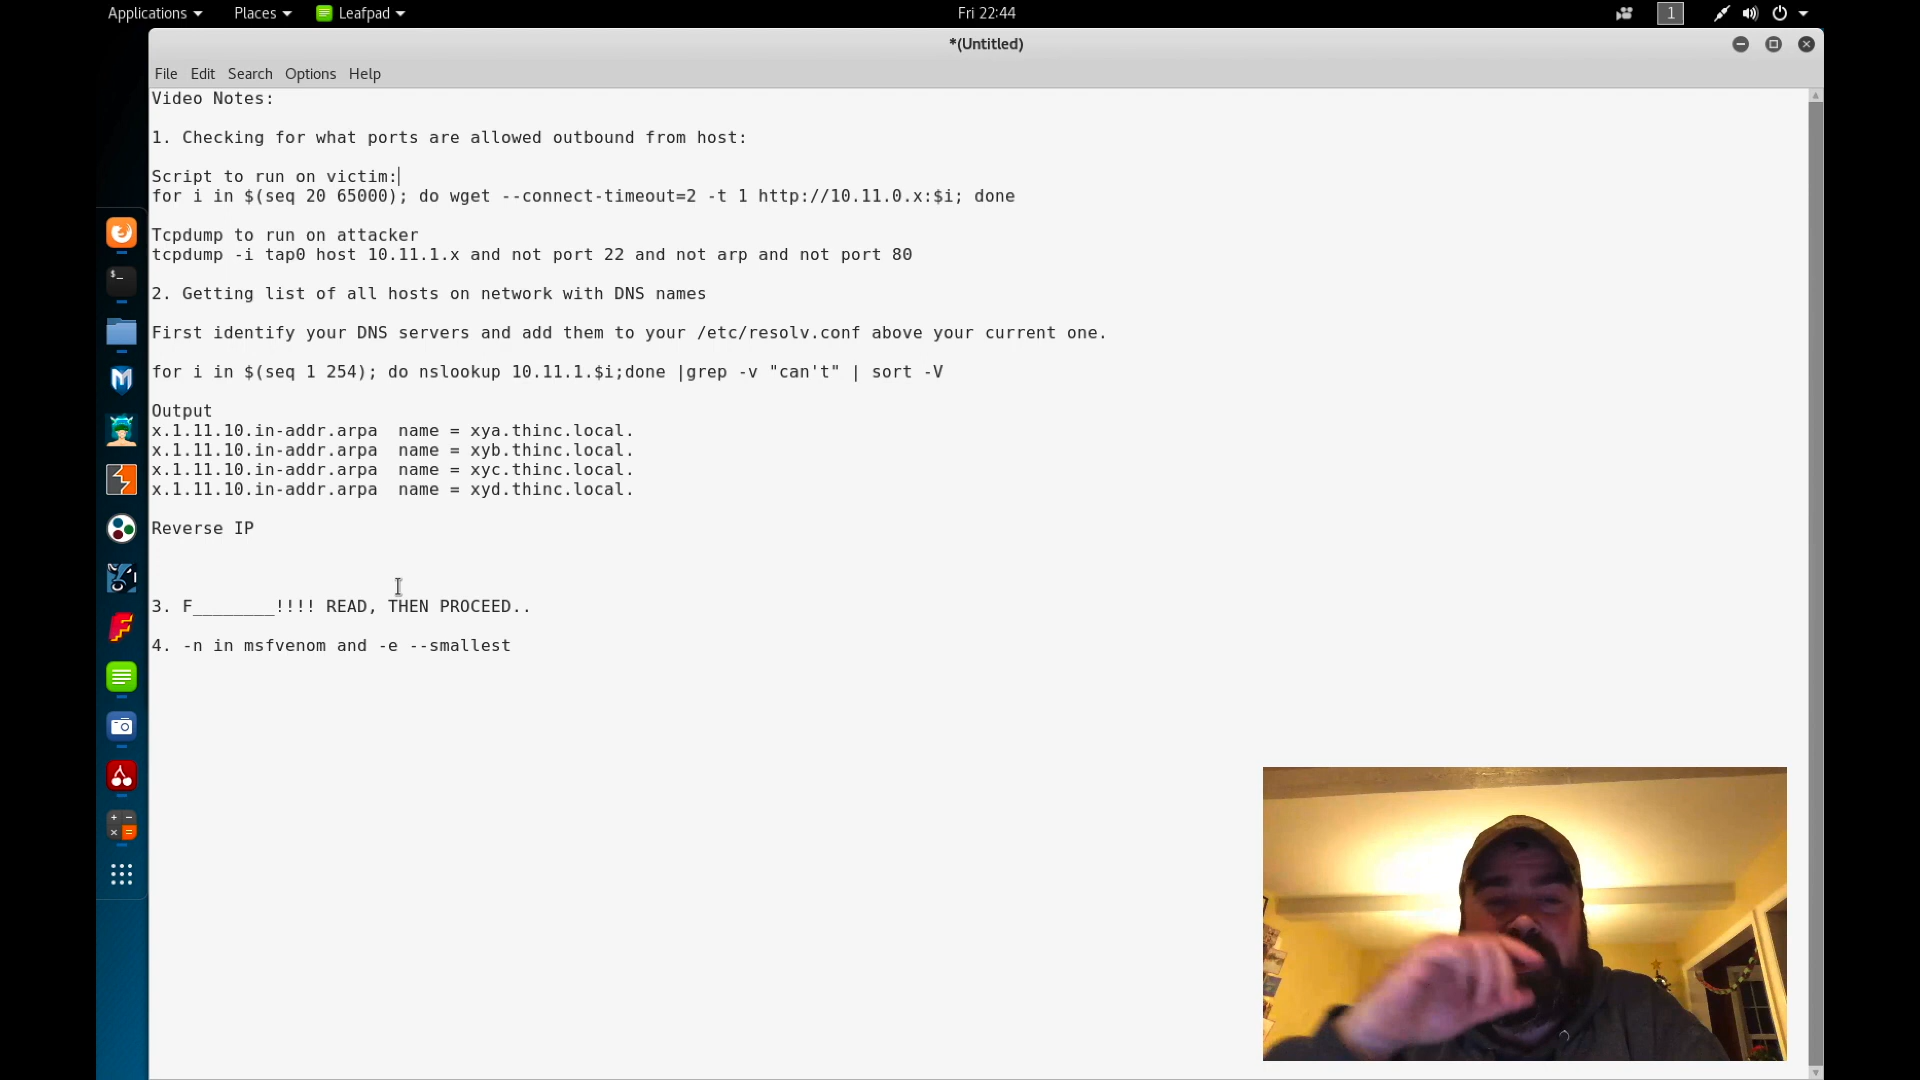 Applications Places Leafpad Fri 22:44 1
*(Untitled)
File Edit Search Options Help
Video Notes:
1. Checking for what ports are allowed outbound from host:
Script to run on victim:
for i in $(seq 20 65000); do wget --connect-timeout=2 -t 1 http://10.11.0.x:$i; done
Tcpdump to run on attacker
tcpdump -i tap0 host 10.11.1.x and not port 22 and not arp and not port 80
2. Getting list of all hosts on network with DNS names
First identify your DNS servers and add them to your /etc/resolv.conf above your current one.
for i in $(seq 1 254); do nslookup 10.11.1.$i;done |grep -v "can't" | sort -V
Output
x.1.11.10.in-addr.arpa  name = xya.thinc.local.
x.1.11.10.in-addr.arpa  name = xyb.thinc.local.
x.1.11.10.in-addr.arpa  name = xyc.thinc.local.
x.1.11.10.in-addr.arpa  name = xyd.thinc.local.
Reverse IP
3. F________!!!! READ, THEN PROCEED..
4. -n in msfvenom and -e --smallest